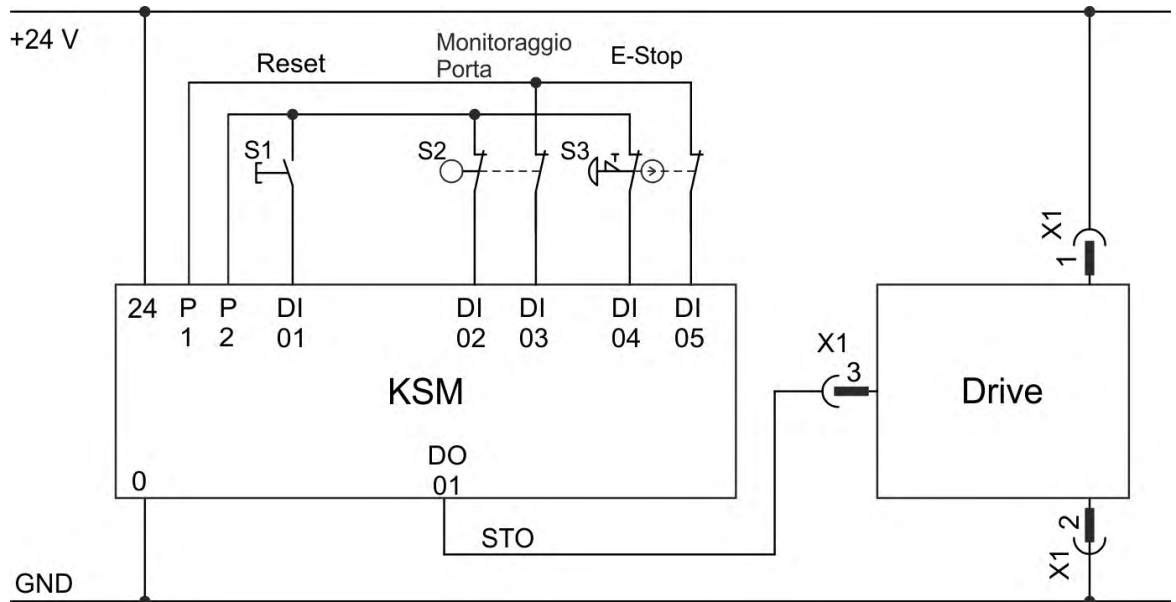 +24 V
Reset
Monitoraggio
Porta
E-Stop
S1
S2
S3
X1
1
24 P P DI DI DI DI DI
1 2 01 02 03 04 05
X1
3
KSM
Drive
DO
01
0
STO
2
X1
GND